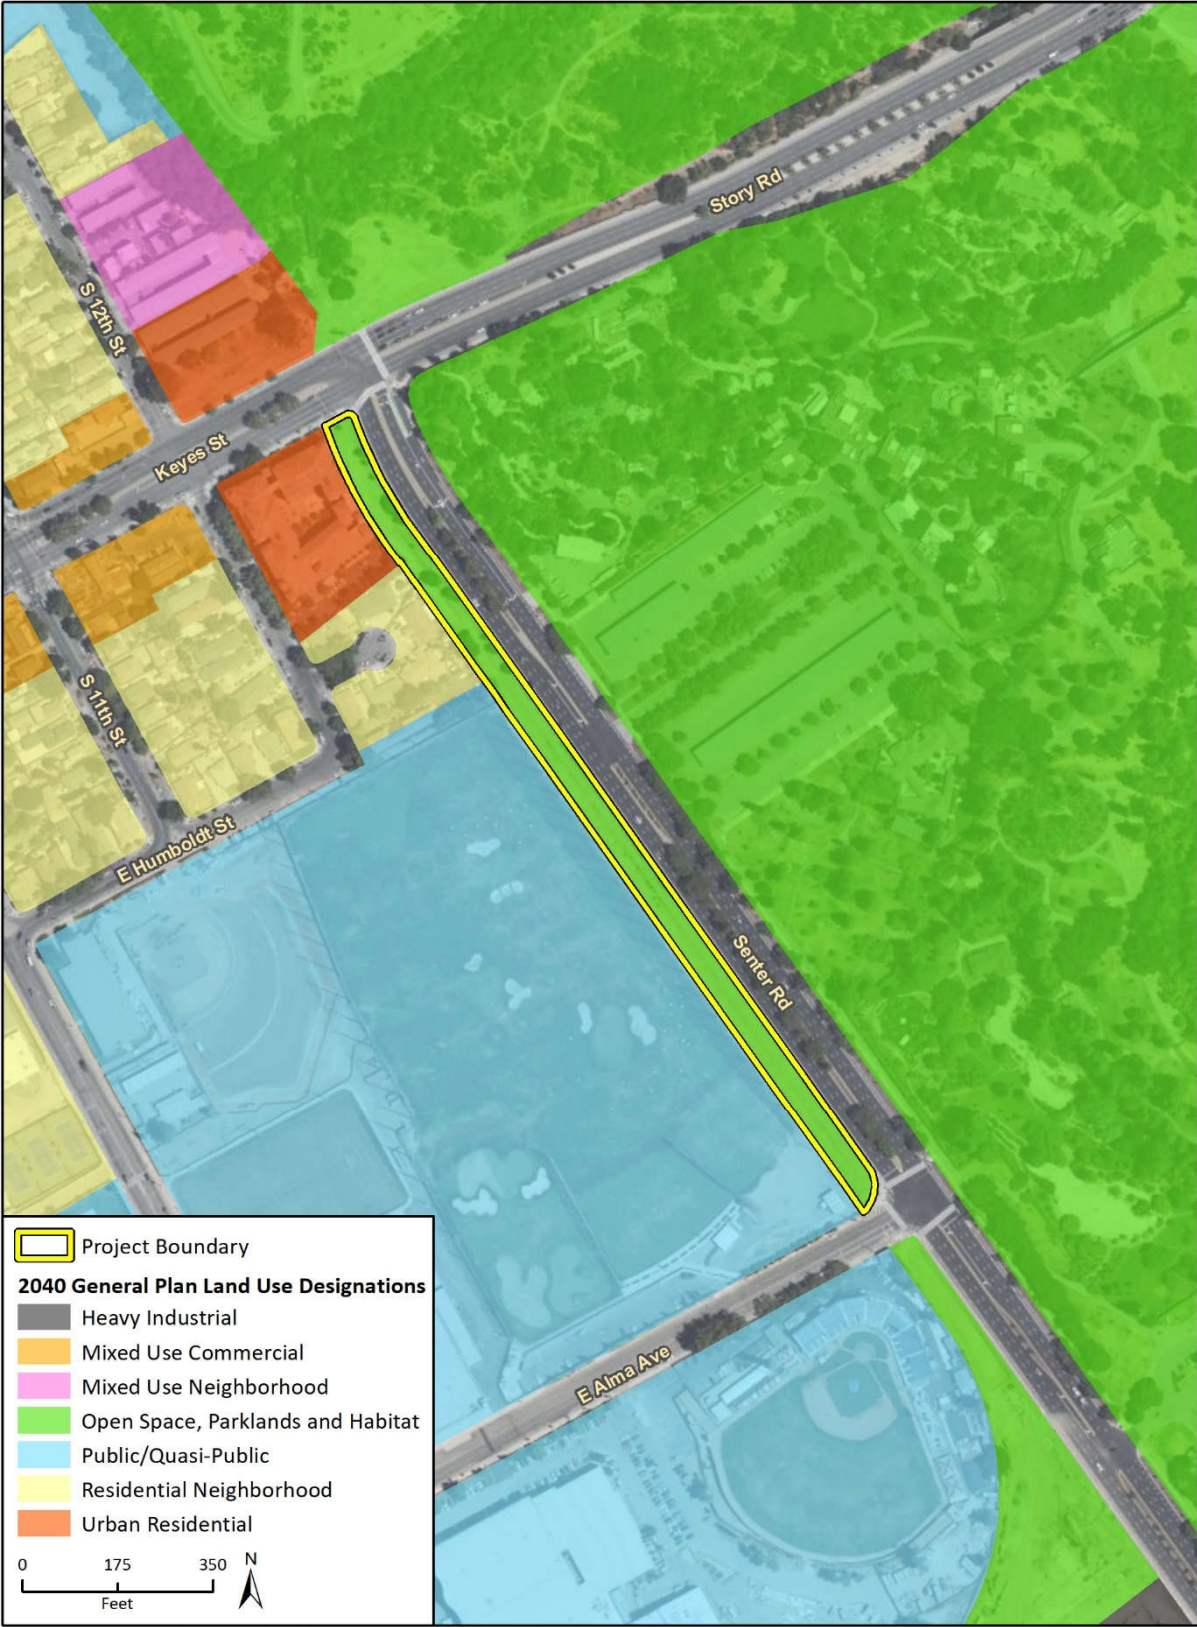 Story Rd
S 12th St
Keyes St
S 11th St
E Humboldt St
Senter Rd
E Alma Ave
Project Boundary
2040 General Plan Land Use Designations
Heavy Industrial
Mixed Use Commercial
Mixed Use Neighborhood
Open Space, Parklands and Habitat
Public/Quasi-Public
Residential Neighborhood
Urban Residential
0 175 350 N
Feet